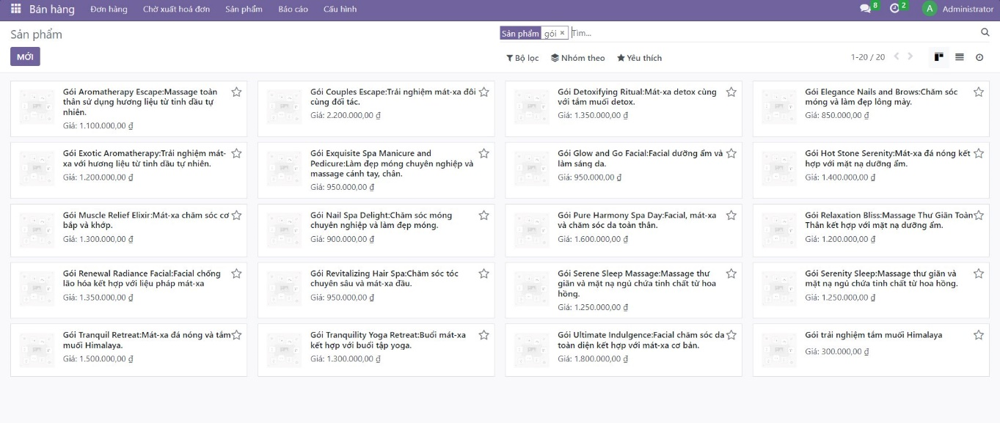 Bán hàng Đơn hàng Chờ xuất hoá đơn Sản phẩm Báo cáo Cấu hình 8 2 A Administrator
Sản phẩm
Sản phẩm gói × Tìm...
MỚI
Bộ lọc Nhóm theo Yêu thích 1-20 / 20
Gói Aromatherapy Escape:Massage toàn
thân sử dụng hương liệu từ tinh dầu tự
nhiên.
Giá: 1.100.000,00 ₫
Gói Couples Escape:Trải nghiệm mát-xa đôi
cùng đối tác.
Giá: 2.200.000,00 ₫
Gói Detoxifying Ritual:Mát-xa detox cùng
với tắm muối detox.
Giá: 1.350.000,00 ₫
Gói Elegance Nails and Brows:Chăm sóc
móng và làm đẹp lông mày.
Giá: 850.000,00 ₫
Gói Exotic Aromatherapy:Trải nghiệm mát-
xa với hương liệu từ tinh dầu tự nhiên.
Giá: 1.200.000,00 ₫
Gói Exquisite Spa Manicure and
Pedicure:Làm đẹp móng chuyên nghiệp và
massage cánh tay, chân.
Giá: 950.000,00 ₫
Gói Glow and Go Facial:Facial dưỡng ẩm và
làm sáng da.
Giá: 950.000,00 ₫
Gói Hot Stone Serenity:Mát-xa đá nóng kết
hợp với mặt nạ dưỡng ẩm.
Giá: 1.400.000,00 ₫
Gói Muscle Relief Elixir:Mát-xa chăm sóc cơ
bắp và khớp.
Giá: 1.300.000,00 ₫
Gói Nail Spa Delight:Chăm sóc móng
chuyên nghiệp và làm đẹp móng.
Giá: 900.000,00 ₫
Gói Pure Harmony Spa Day:Facial, mát-xa
và chăm sóc da toàn thân.
Giá: 1.600.000,00 ₫
Gói Relaxation Bliss:Massage Thư Giãn Toàn
Thân kết hợp với mặt nạ dưỡng ẩm.
Giá: 1.200.000,00 ₫
Gói Renewal Radiance Facial:Facial chống
lão hóa kết hợp với liệu pháp mát-xa
Giá: 1.350.000,00 ₫
Gói Revitalizing Hair Spa:Chăm sóc tóc
chuyên sâu và mát-xa đầu.
Giá: 950.000,00 ₫
Gói Serene Sleep Massage:Massage thư
giãn và mặt nạ ngủ chứa tinh chất từ hoa
hồng.
Giá: 1.250.000,00 ₫
Gói Serenity Sleep:Massage thư giãn và
mặt nạ ngủ chứa tinh chất từ hoa hồng.
Giá: 1.250.000,00 ₫
Gói Tranquil Retreat:Mát-xa đá nóng và tắm
muối Himalaya.
Giá: 1.500.000,00 ₫
Gói Tranquility Yoga Retreat:Buổi mát-xa
kết hợp với buổi tập yoga.
Giá: 1.300.000,00 ₫
Gói Ultimate Indulgence:Facial chăm sóc da
toàn diện kết hợp với mát-xa cơ bản.
Giá: 1.800.000,00 ₫
Gói trải nghiệm tắm muối Himalaya
Giá: 300.000,00 ₫